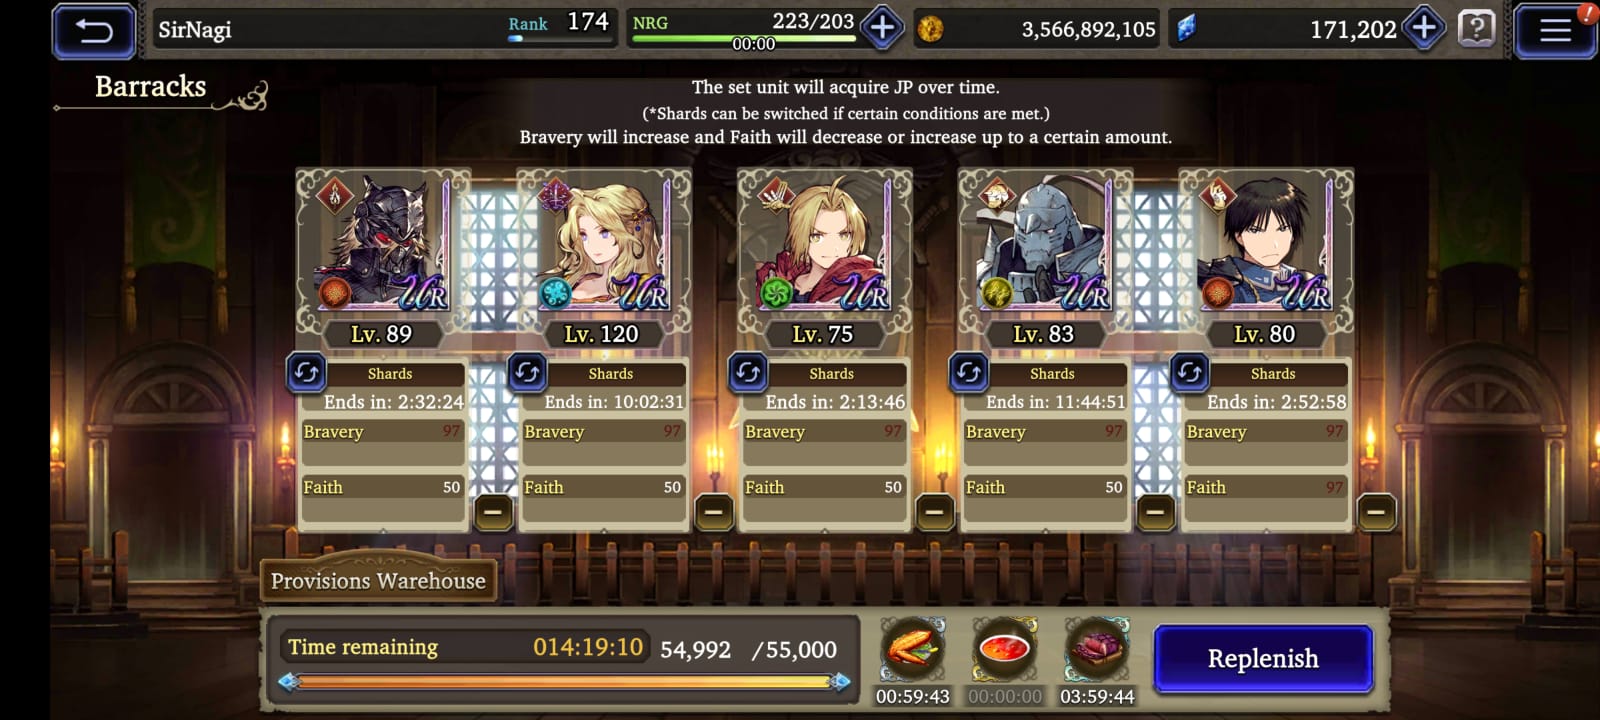 SirNagi
Rank 174
NRG 223/203
00:00
3,566,892,105
171,202
?
!
Barracks
The set unit will acquire JP over time.
(*Shards can be switched if certain conditions are met.)
Bravery will increase and Faith will decrease or increase up to a certain amount.
UR UR UR UR UR
Lv. 89 Lv. 120 Lv. 75 Lv. 83 Lv. 80
Shards Shards Shards Shards Shards
Ends in: 2:32:24 Ends in: 10:02:31 Ends in: 2:13:46 Ends in: 11:44:51 Ends in: 2:52:58
Bravery 97 Bravery 97 Bravery 97 Bravery 97 Bravery 97
Faith 50 Faith 50 Faith 50 Faith 50 Faith 97
Provisions Warehouse
Time remaining 014:19:10 54,992 /55,000
00:59:43 00:00:00 03:59:44
Replenish